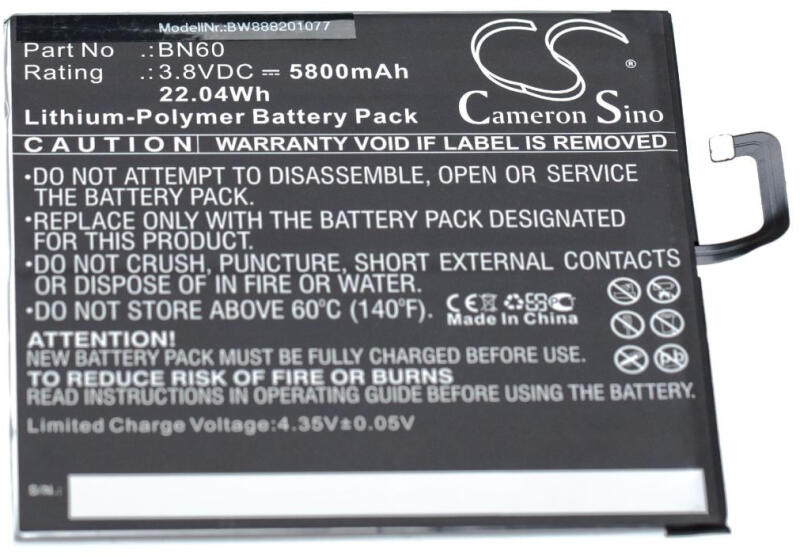 ModellNr.:BW888201077
Part No .:BN60
Rating .:3.8VDC ⎓ 5800mAh
22.04Wh
Lithium-Polymer Battery Pack
CS
®
Cameron Sino
CAUTION WARRANTY VOID IF LABEL IS REMOVED
•DO NOT ATTEMPT TO DISASSEMBLE, OPEN OR SERVICE
THE BATTERY PACK.
•REPLACE ONLY WITH THE BATTERY PACK DESIGNATED
FOR THIS PRODUCT.
•DO NOT CRUSH, PUNCTURE, SHORT EXTERNAL CONTACTS
OR DISPOSE OF IN FIRE OR WATER.
•DO NOT STORE ABOVE 60°C (140°F).
CE
Made In China
ATTENTION!
NEW BATTERY PACK MUST BE FULLY CHARGED BEFORE USE.
TO REDUCE RISK OF FIRE OR BURNS
READ INSTRUCTIONS IN OPERATING GUIDE BEFORE USING THE BATTERY.
Limited Charge Voltage:4.35V±0.05V
S/N.: